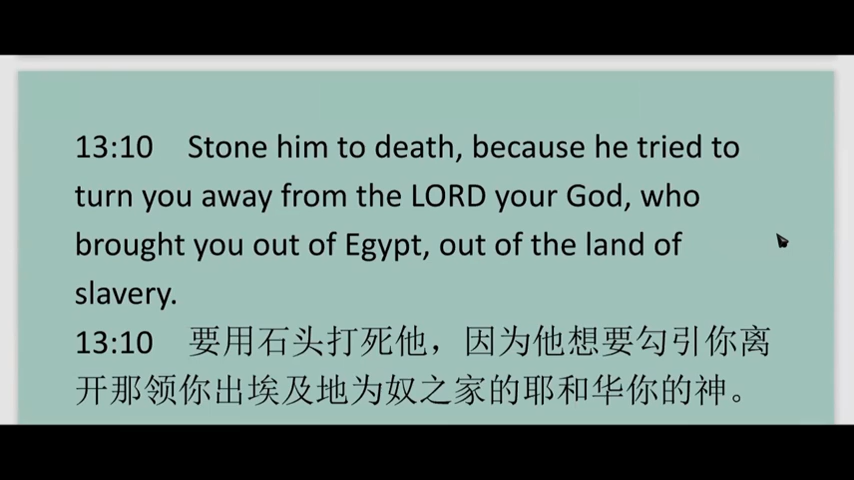 13:10 Stone him to death, because he tried to
turn you away from the LORD your God, who
brought you out of Egypt, out of the land of
slavery.
13:10 要用石头打死他，因为他想要勾引你离
开那领你出埃及地为奴之家的耶和华你的神。